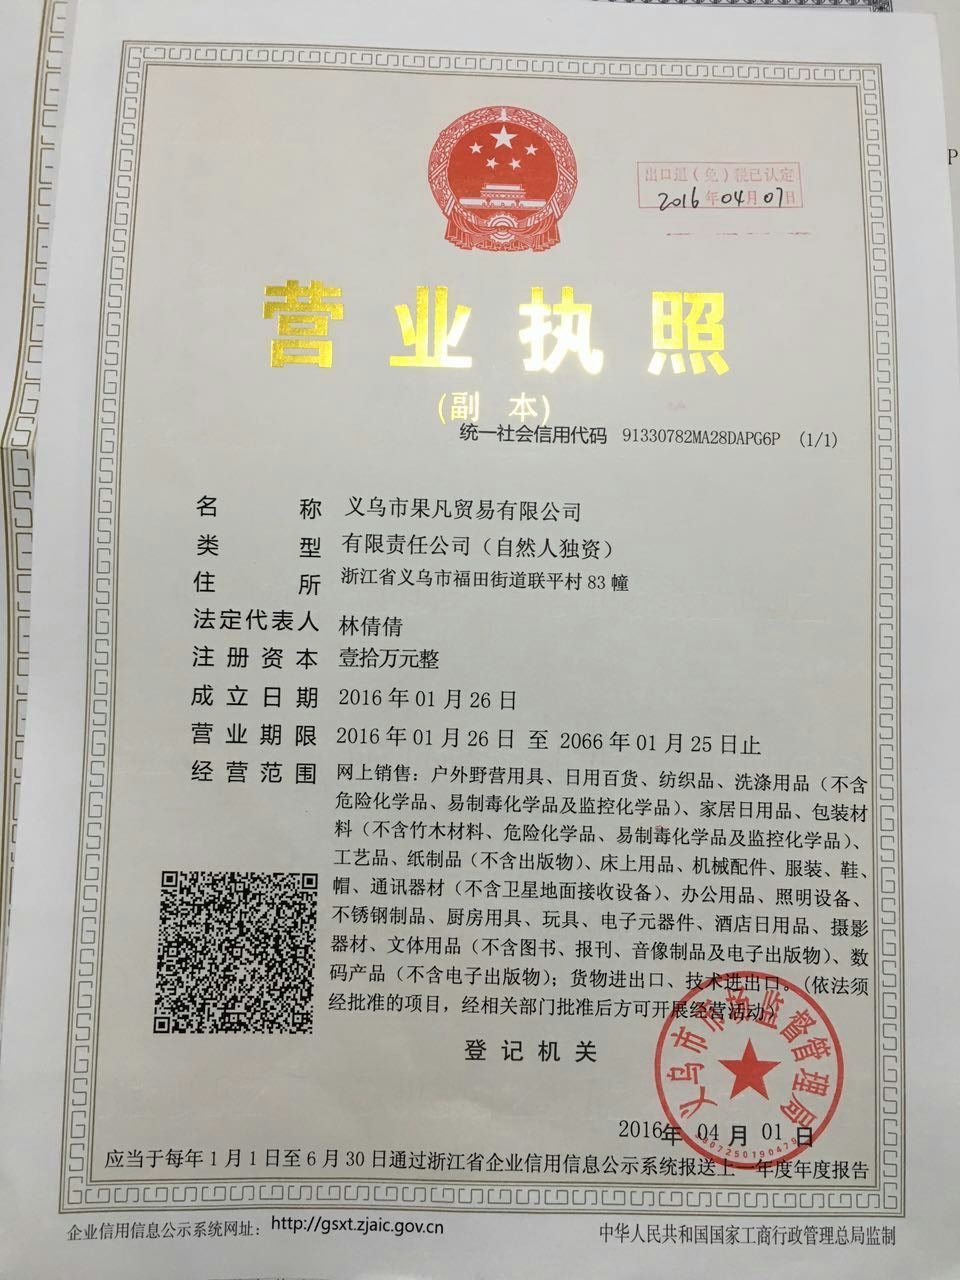 出口退（免）税已认定
2016年04月07日
营业执照
(副 本)
统一社会信用代码 91330782MA28DAPG6P (1/1)
名 称 义乌市果凡贸易有限公司
类 型 有限责任公司（自然人独资）
住 所 浙江省义乌市福田街道联平村 83 幢
法定代表人 林倩倩
注册资本 壹拾万元整
成立日期 2016 年 01 月 26 日
营业期限 2016 年 01 月 26 日 至 2066 年 01 月 25 日止
经营范围 网上销售：户外野营用具、日用百货、纺织品、洗涤用品（不含
危险化学品、易制毒化学品及监控化学品）、家居日用品、包装材
料（不含竹木材料、危险化学品、易制毒化学品及监控化学品）、
工艺品、纸制品（不含出版物）、床上用品、机械配件、服装、鞋、
帽、通讯器材（不含卫星地面接收设备）、办公用品、照明设备、
不锈钢制品、厨房用具、玩具、电子元器件、酒店日用品、摄影
器材、文体用品（不含图书、报刊、音像制品及电子出版物）、数
码产品（不含电子出版物）；货物进出口、技术进出口。（依法须
经批准的项目，经相关部门批准后方可开展经营活动）
登记机关
义乌市市场监督管理局
2016年 04 月 01 日
应当于每年1月1日至6月30日通过浙江省企业信用信息公示系统报送上一年度年度报告
企业信用信息公示系统网址： http://gsxt.zjaic.gov.cn
中华人民共和国国家工商行政管理总局监制
P